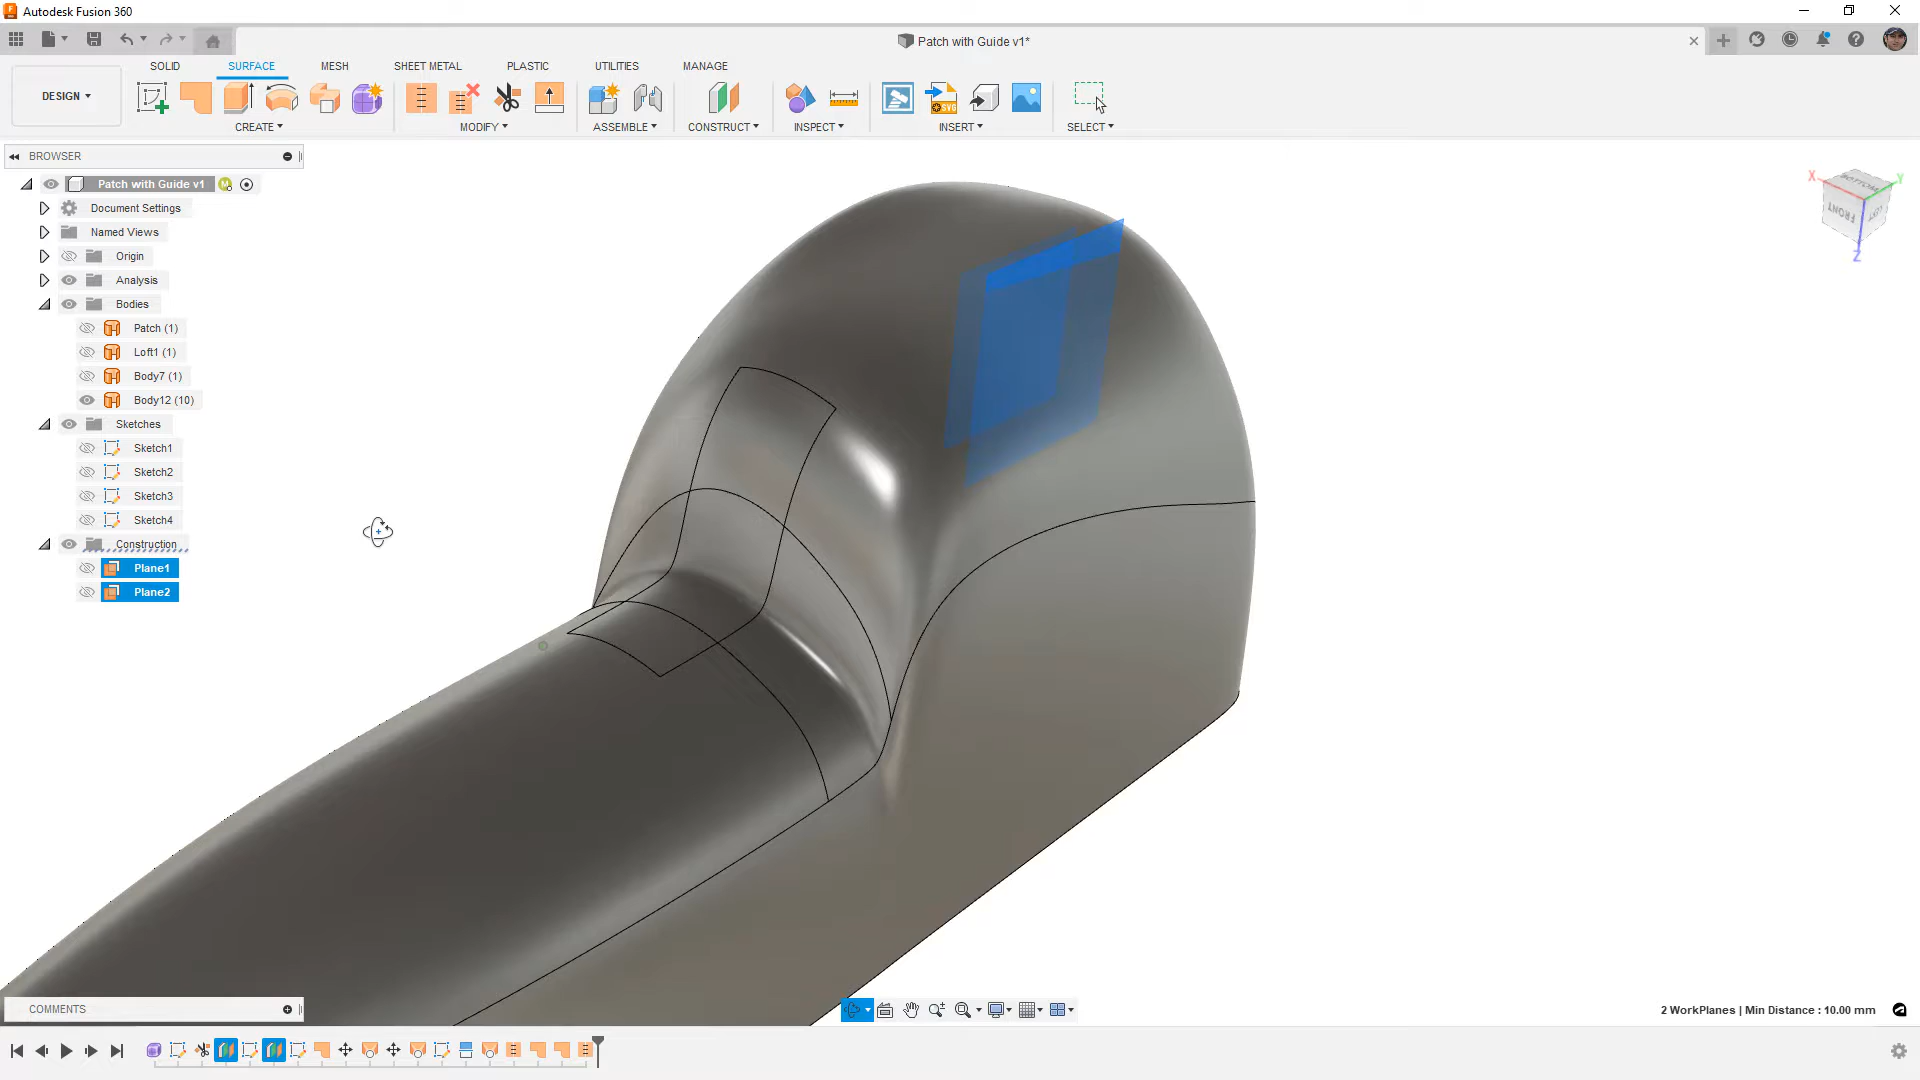 Autodesk Fusion 360
Patch with Guide v1*
DESIGN
SOLID SURFACE MESH SHEET METAL PLASTIC UTILITIES MANAGE
CREATE MODIFY ASSEMBLE CONSTRUCT INSPECT INSERT SELECT
BROWSER
Patch with Guide v1
Document Settings
Named Views
Origin
Analysis
Bodies
Patch (1)
Loft1 (1)
Body7 (1)
Body12 (10)
Sketches
Sketch1
Sketch2
Sketch3
Sketch4
Construction
Plane1
Plane2
X
Y
BOTTOM
FRONT
LEFT
Z
COMMENTS
2 WorkPlanes | Min Distance : 10.00 mm